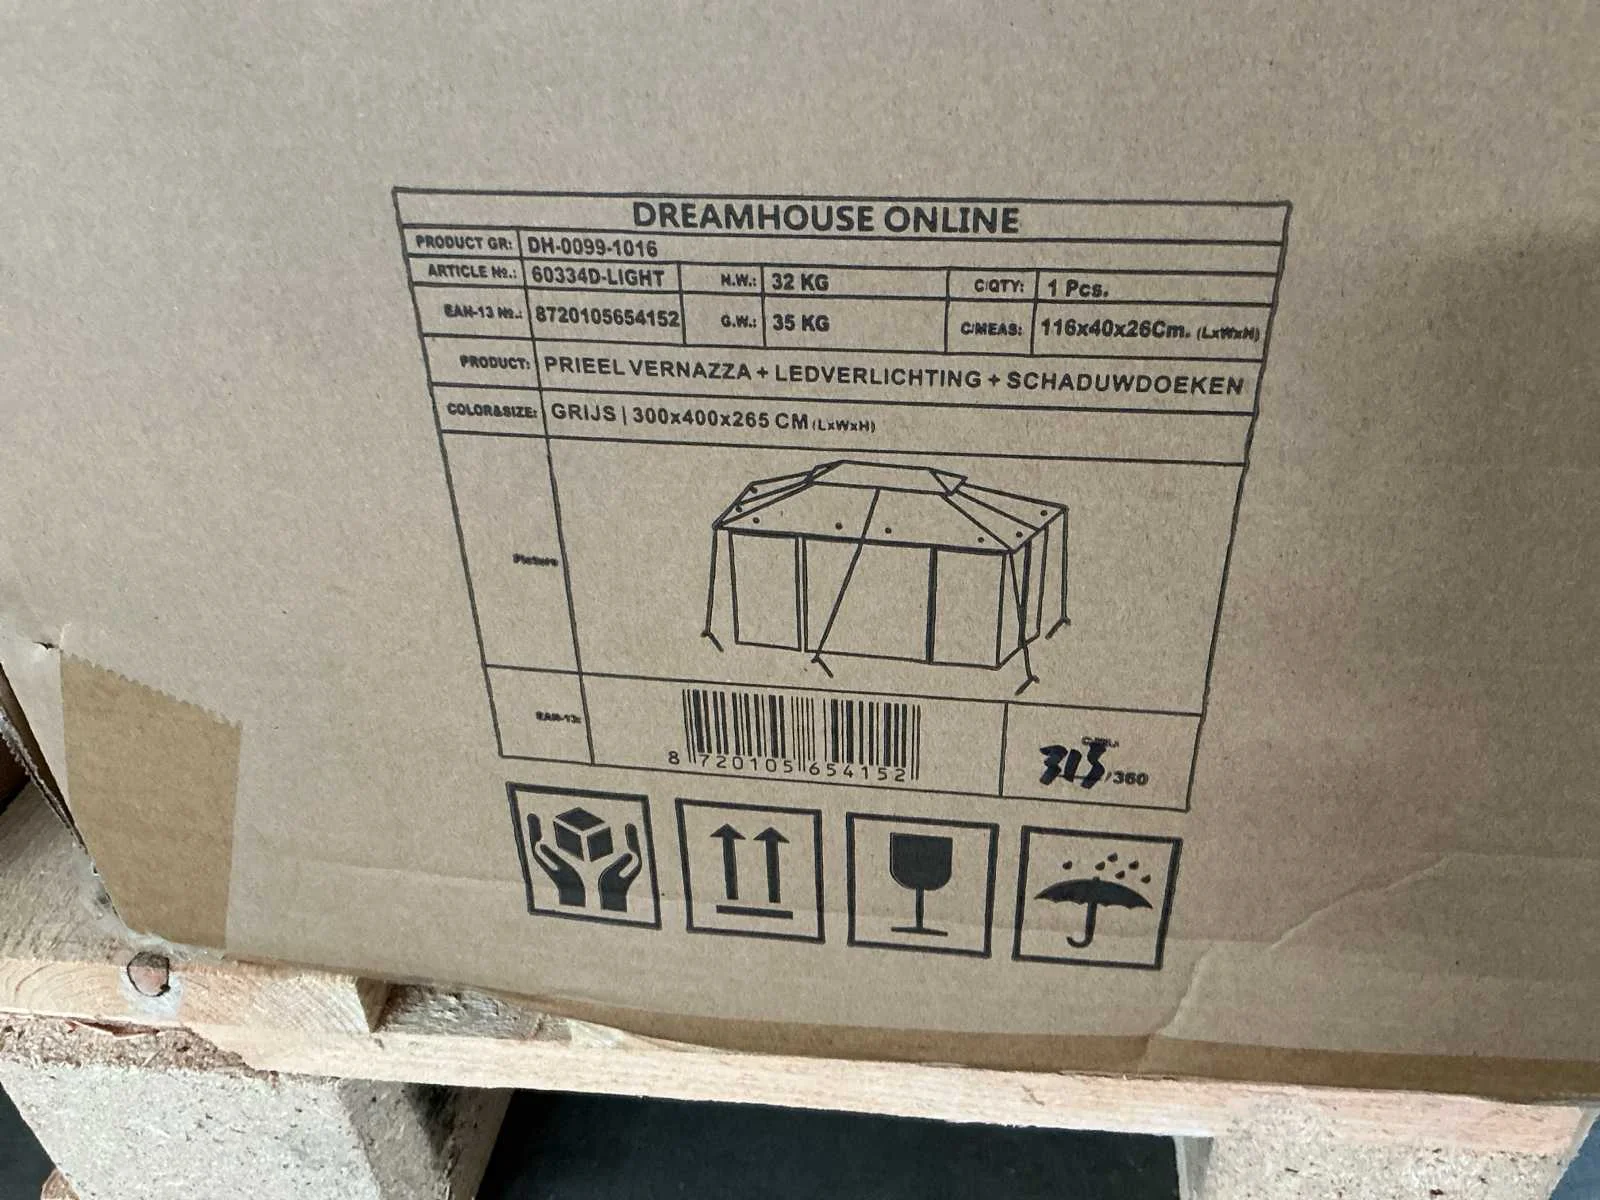 DREAMHOUSE ONLINE
PRODUCT GR: DH-0099-1016
ARTICLE №.: 60334D-LIGHT N.W.: 32 KG C/QTY: 1 Pcs.
EAN-13 №.: 8720105654152 G.W.: 35 KG C/MEAS: 116x40x26Cm. (LxWxH)
PRODUCT: PRIEEL VERNAZZA + LEDVERLICHTING + SCHADUWDOEKEN
COLOR&SIZE: GRIJS | 300x400x265 CM (LxWxH)
Picture
EAN-13:
8 720105 654152
313/360